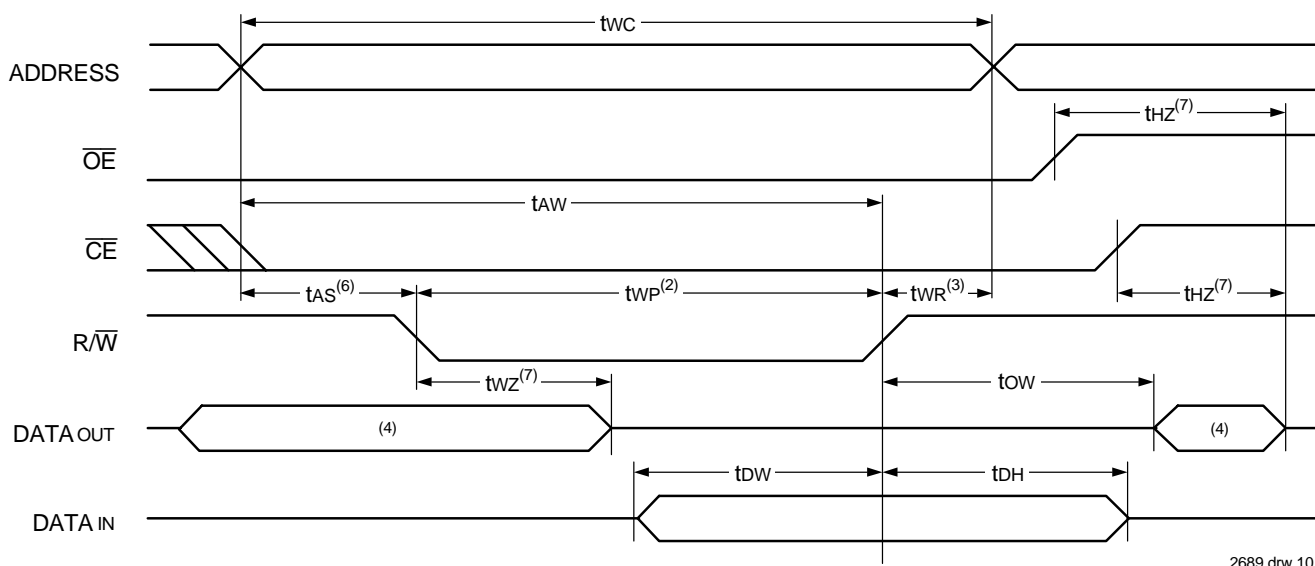 tWC
ADDRESS
tHZ(7)
OE
tAW
CE
tAS(6) tWP(2) tWR(3) tHZ(7)
R/W
tWZ(7) tOW
DATA OUT (4) (4)
tDW tDH
DATA IN
2689 drw 10